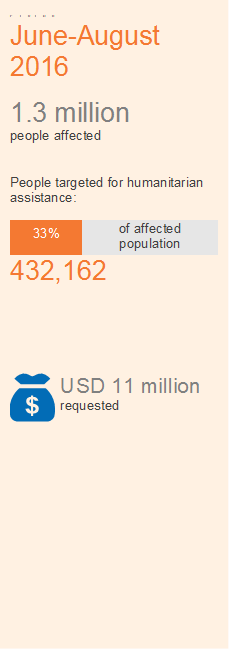 June-August
2016
1.3 million
people affected
People targeted for humanitarian
assistance:
33%
of affected
population
432,162
$
USD 11 million
requested